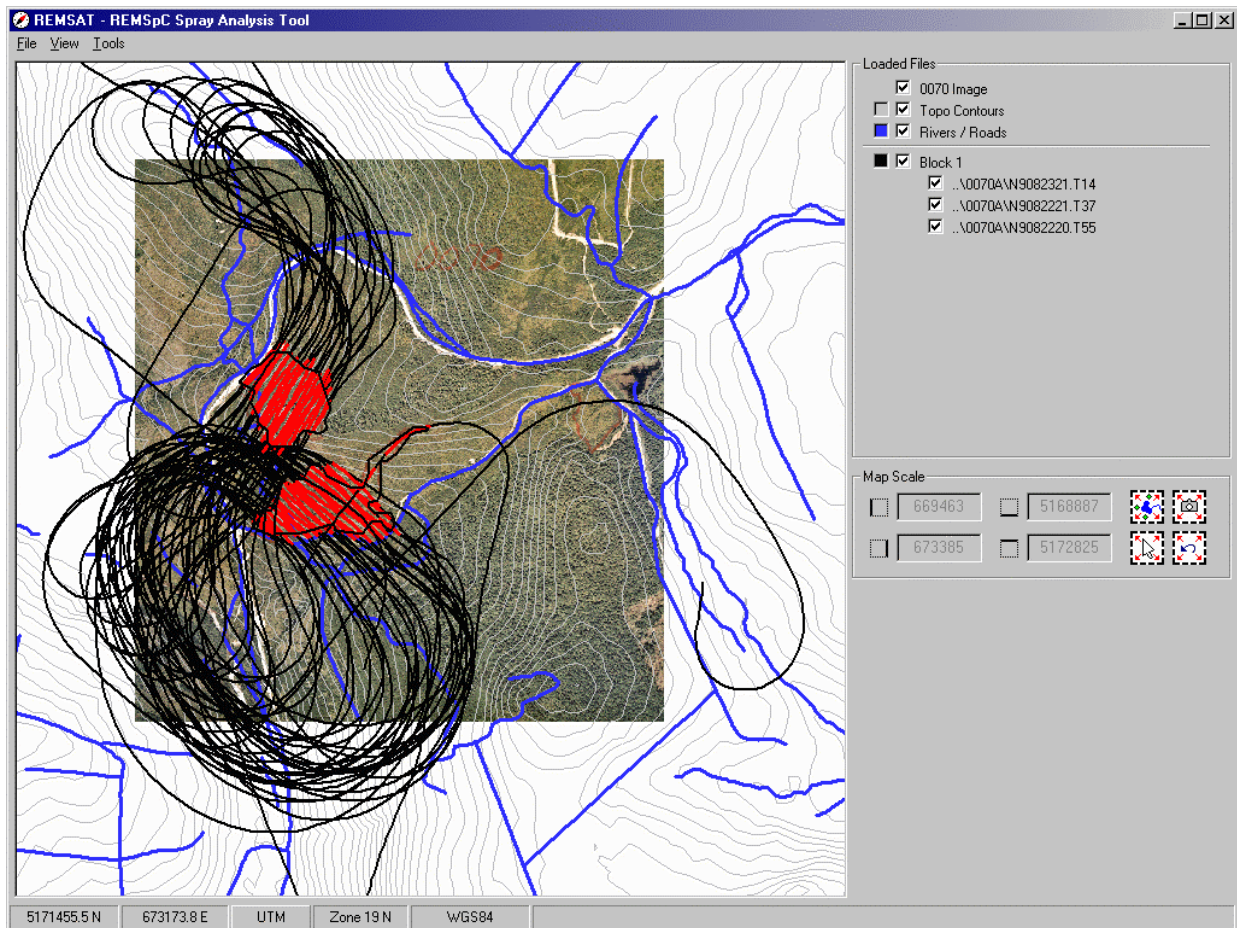 REMSAT - REMSpC Spray Analysis Tool
File View Tools
Loaded Files
0070 Image
Topo Contours
Rivers / Roads
Block 1
..\0070A\N9082321.T14
..\0070A\N9082221.T37
..\0070A\N9082220.T55
0070
Map Scale
669463 5168887
673385 5172825
5171455.5 N 673173.8 E UTM Zone 19 N WGS84